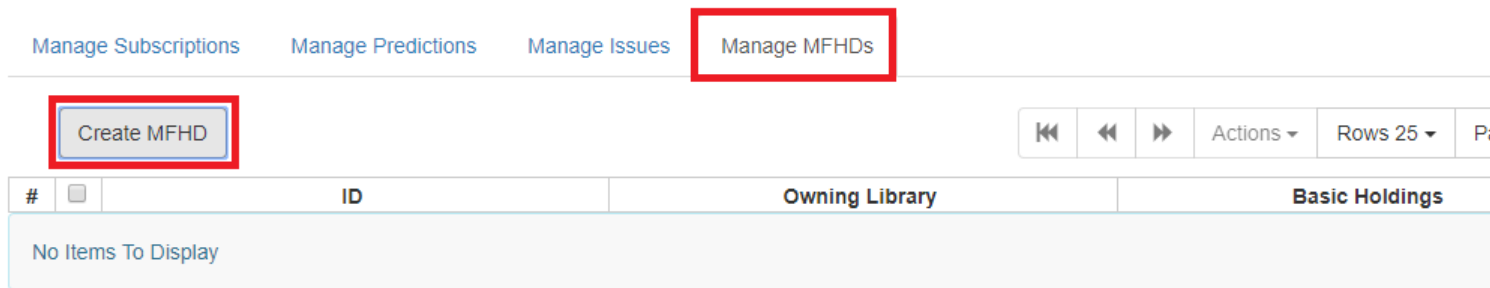 Manage Subscriptions Manage Predictions Manage Issues Manage MFHDs
Create MFHD Actions Rows 25
# ID Owning Library Basic Holdings
No Items To Display